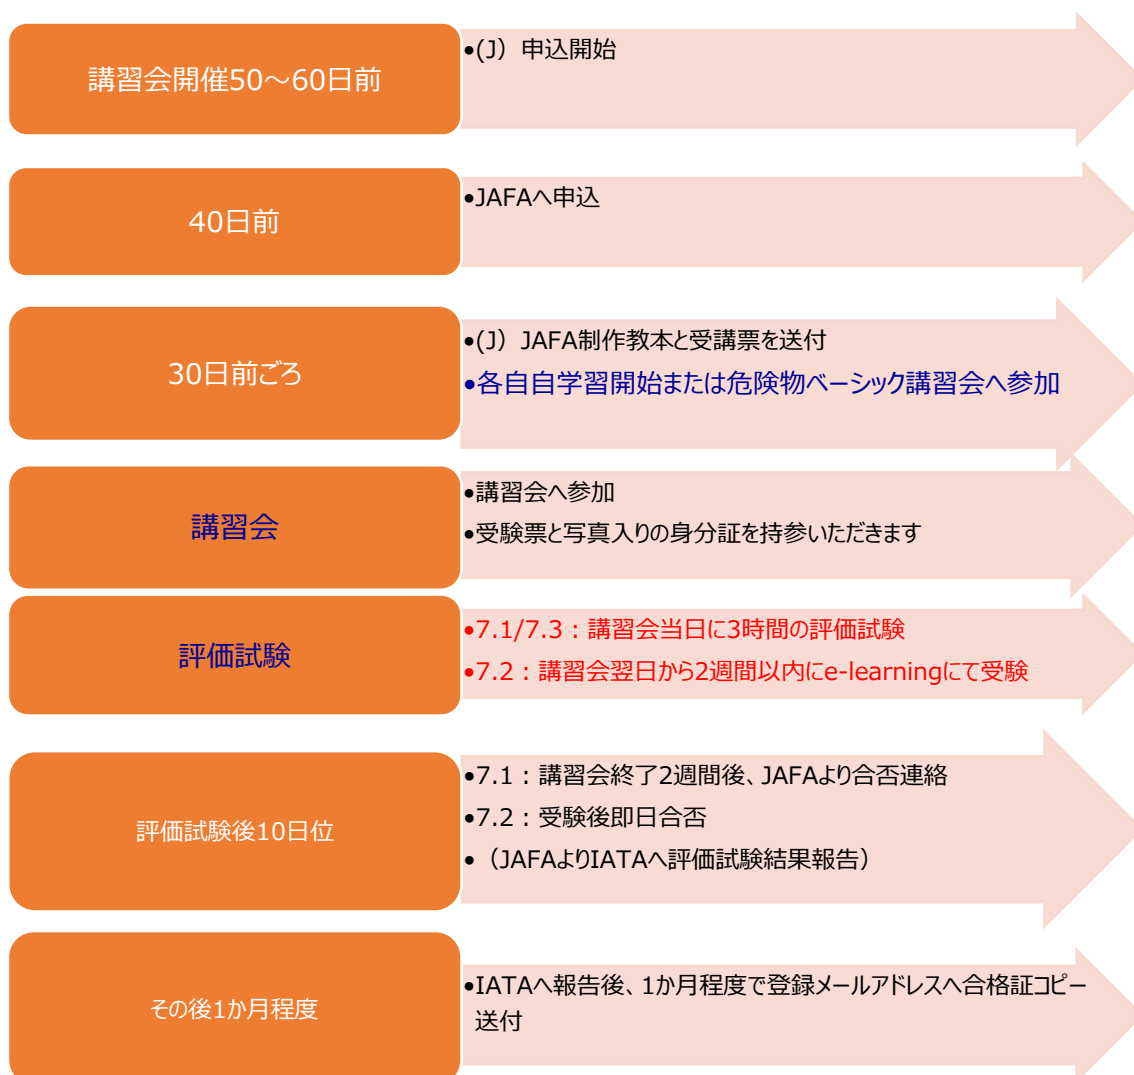 講習会開催50～60日前
•(J）申込開始
40日前
•JAFAへ申込
30日前ごろ
•(J）JAFA制作教本と受講票を送付
•各自自学習開始または危険物ベーシック講習会へ参加
講習会
•講習会へ参加
•受験票と写真入りの身分証を持参いただきます
評価試験
•7.1/7.3：講習会当日に3時間の評価試験
•7.2：講習会翌日から2週間以内にe-learningにて受験
評価試験後10日位
•7.1：講習会終了2週間後、JAFAより合否連絡
•7.2：受験後即日合否
•（JAFAよりIATAへ評価試験結果報告）
その後1か月程度
•IATAへ報告後、1か月程度で登録メールアドレスへ合格証コピー
送付